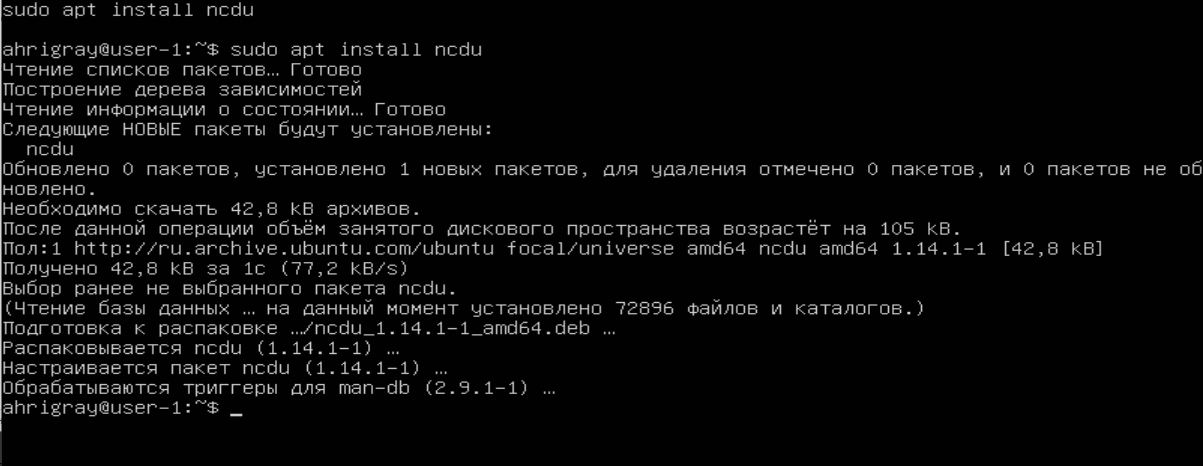 sudo apt install ncdu
ahrigray@user-1:~$ sudo apt install ncdu
Чтение списков пакетов… Готово
Построение дерева зависимостей
Чтение информации о состоянии… Готово
Следующие НОВЫЕ пакеты будут установлены:
  ncdu
Обновлено 0 пакетов, установлено 1 новых пакетов, для удаления отмечено 0 пакетов, и 0 пакетов не об
новлено.
Необходимо скачать 42,8 kB архивов.
После данной операции объём занятого дискового пространства возрастёт на 105 kB.
Пол:1 http://ru.archive.ubuntu.com/ubuntu focal/universe amd64 ncdu amd64 1.14.1-1 [42,8 kB]
Получено 42,8 kB за 1с (77,2 kB/s)
Выбор ранее не выбранного пакета ncdu.
(Чтение базы данных … на данный момент установлено 72896 файлов и каталогов.)
Подготовка к распаковке …/ncdu_1.14.1-1_amd64.deb …
Распаковывается ncdu (1.14.1-1) …
Настраивается пакет ncdu (1.14.1-1) …
Обрабатываются триггеры для man-db (2.9.1-1) …
ahrigray@user-1:~$ _